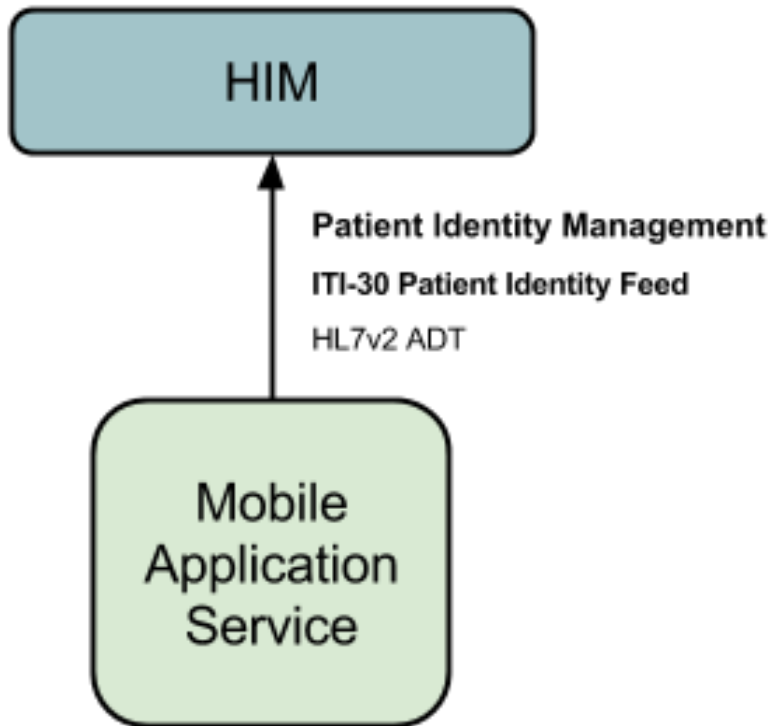 HIM
Patient Identity Management
ITI-30 Patient Identity Feed
HL7v2 ADT
Mobile
Application
Service